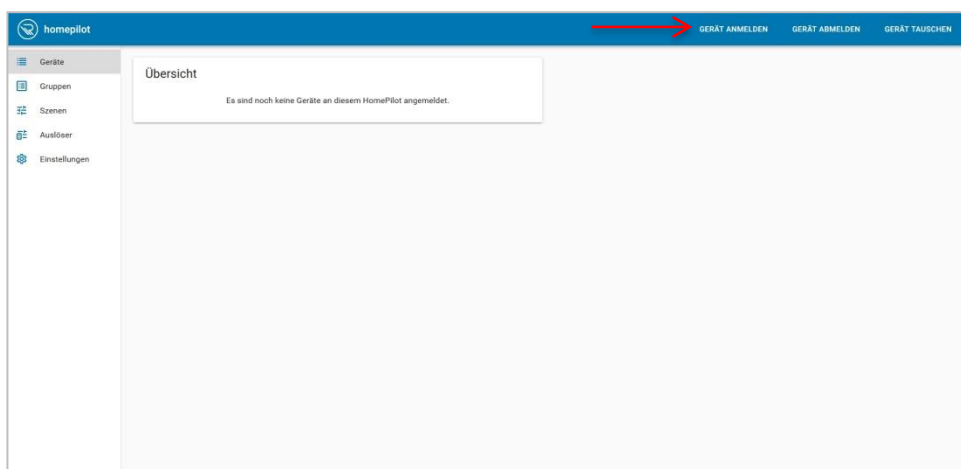 homepilot
GERÄT ANMELDEN
GERÄT ABMELDEN
GERÄT TAUSCHEN
Geräte
Gruppen
Szenen
Auslöser
Einstellungen
Übersicht
Es sind noch keine Geräte an diesem HomePilot angemeldet.